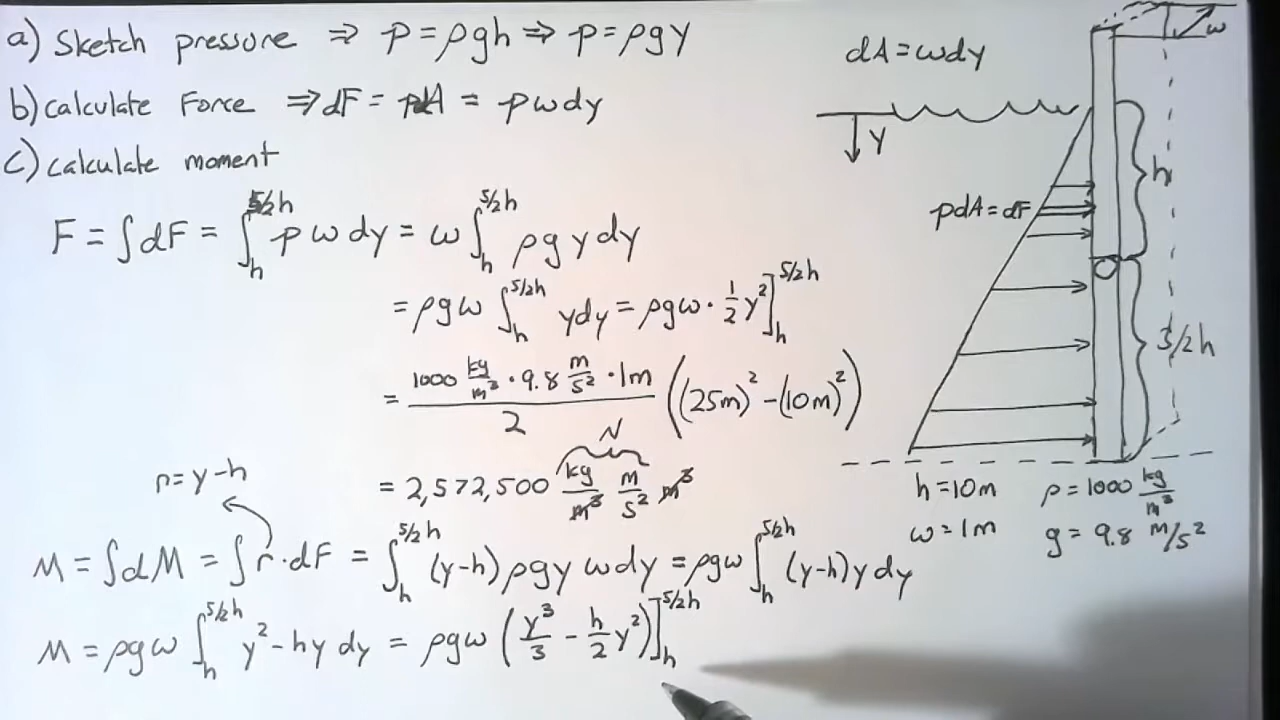 a) Sketch pressure ⇒ p = ρgh ⇒ p = ρgy
b) calculate Force ⇒ dF = pdA = pwdy
c) calculate moment
F = ∫dF = ∫_h^{5/2h} p w dy = w ∫_h^{5/2h} ρg y dy
= ρgw ∫_h^{5/2h} y dy = ρgw · 1/2 y²]_h^{5/2h}
= (1000 kg/m³ · 9.8 m/s² · 1m)/2 ((25m)² - (10m)²)
N
= 2,572,500 kg/m³ m/s² m³
r = y-h
M = ∫dM = ∫r·dF = ∫_h^{5/2h} (y-h) ρgy wdy = ρgw ∫_h^{5/2h} (y-h) y dy
M = ρgw ∫_h^{5/2h} y² - hy dy = ρgw (y³/3 - h/2 y²)]_h^{5/2h}
dA = wdy
w
y
h
pdA = dF
3/2h
h = 10m ρ = 1000 kg/m³
w = 1m g = 9.8 m/s²